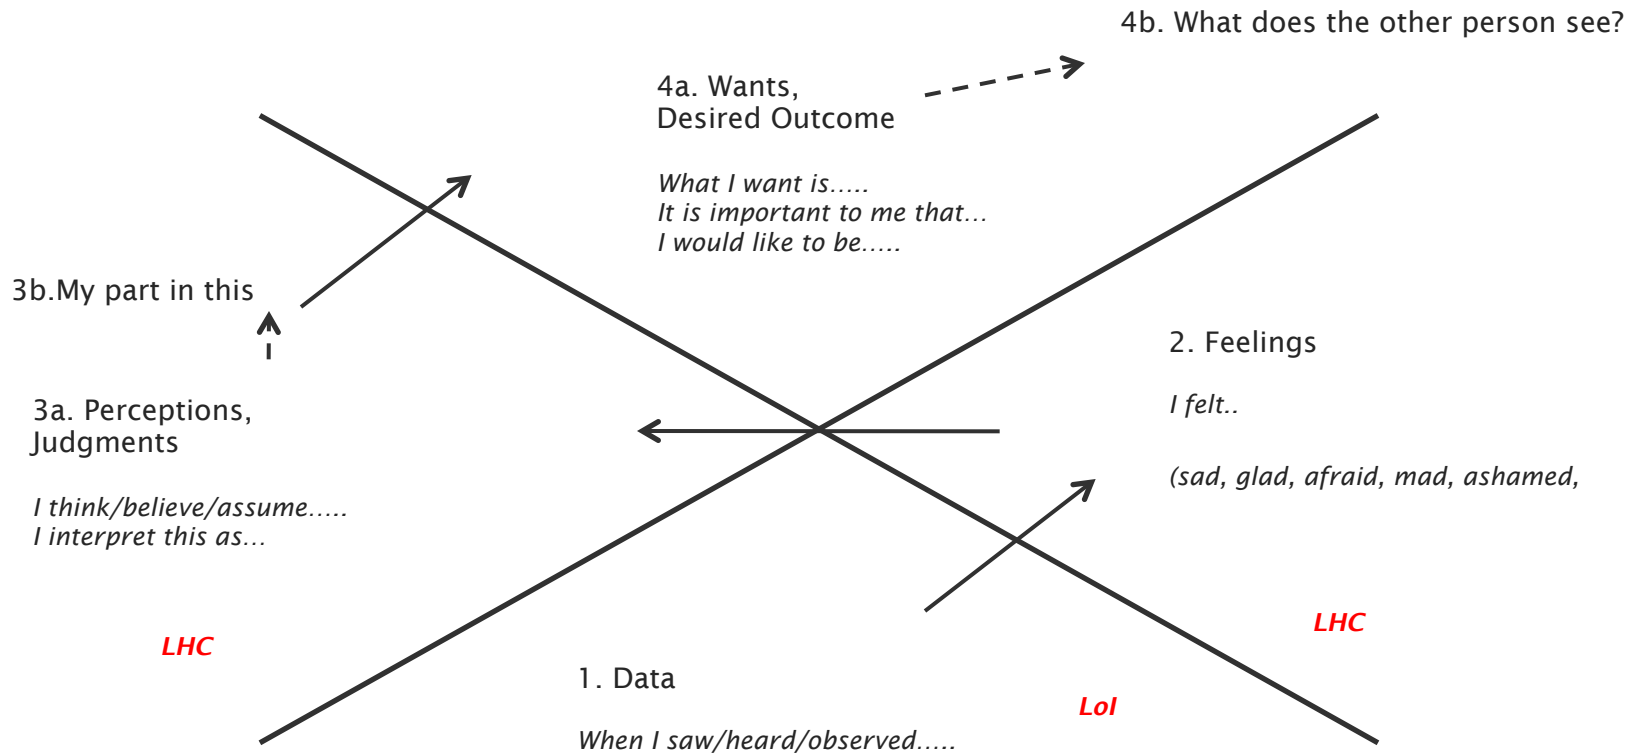 4b. What does the other person see?
4a. Wants,
Desired Outcome
What I want is.....
It is important to me that...
I would like to be.....
3b.My part in this
2. Feelings
I felt..
(sad, glad, afraid, mad, ashamed,
3a. Perceptions,
Judgments
I think/believe/assume.....
I interpret this as...
LHC
LHC
1. Data
LoI
When I saw/heard/observed.....